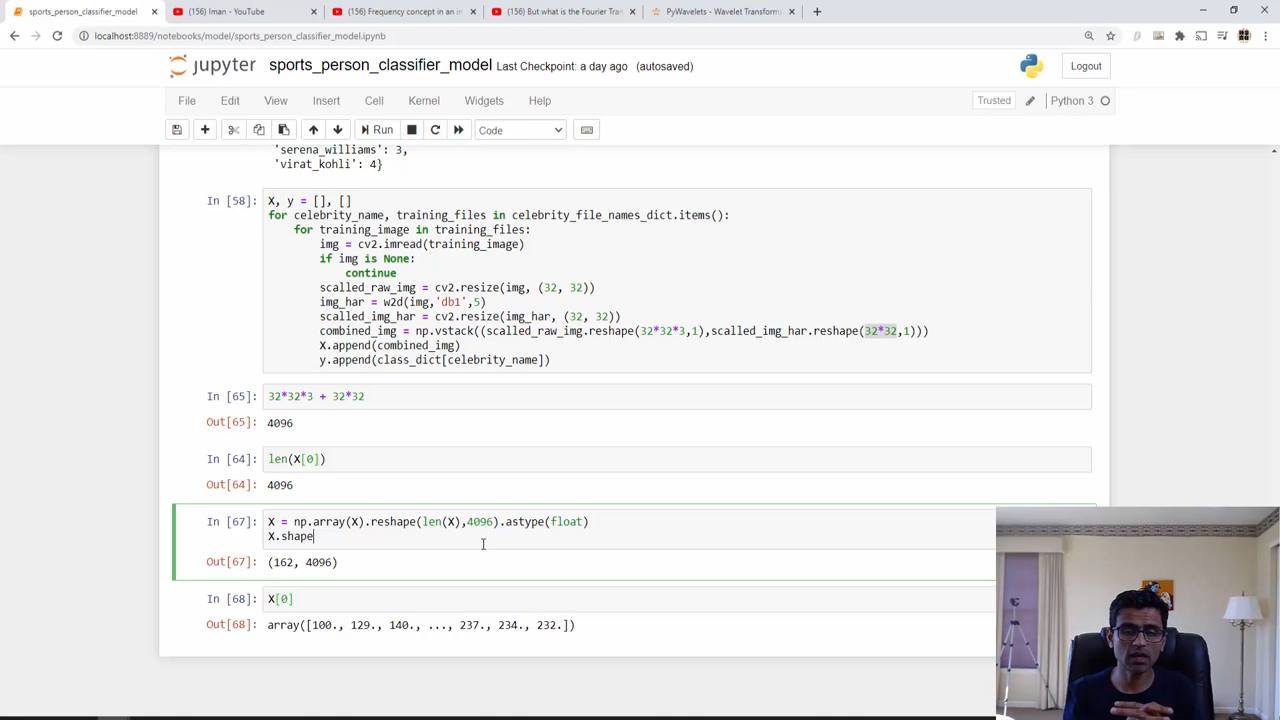 sports_person_classifier_model
(156) Iman - YouTube
(156) Frequency concept in an im
(156) But what is the Fourier Tran
PyWavelets - Wavelet Transform
localhost:8889/notebooks/model/sports_person_classifier_model.ipynb
jupyter sports_person_classifier_model Last Checkpoint: a day ago (autosaved)
Logout
File Edit View Insert Cell Kernel Widgets Help
Trusted
Python 3
Run
Code
'serena_williams': 3,
'virat_kohli': 4}
In [58]: X, y = [], []
for celebrity_name, training_files in celebrity_file_names_dict.items():
for training_image in training_files:
img = cv2.imread(training_image)
if img is None:
continue
scalled_raw_img = cv2.resize(img, (32, 32))
img_har = w2d(img,'db1',5)
scalled_img_har = cv2.resize(img_har, (32, 32))
combined_img = np.vstack((scalled_raw_img.reshape(32*32*3,1),scalled_img_har.reshape(32*32,1)))
X.append(combined_img)
y.append(class_dict[celebrity_name])
In [65]: 32*32*3 + 32*32
Out[65]: 4096
In [64]: len(X[0])
Out[64]: 4096
In [67]: X = np.array(X).reshape(len(X),4096).astype(float)
X.shape
Out[67]: (162, 4096)
In [68]: X[0]
Out[68]: array([100., 129., 140., ..., 237., 234., 232.])